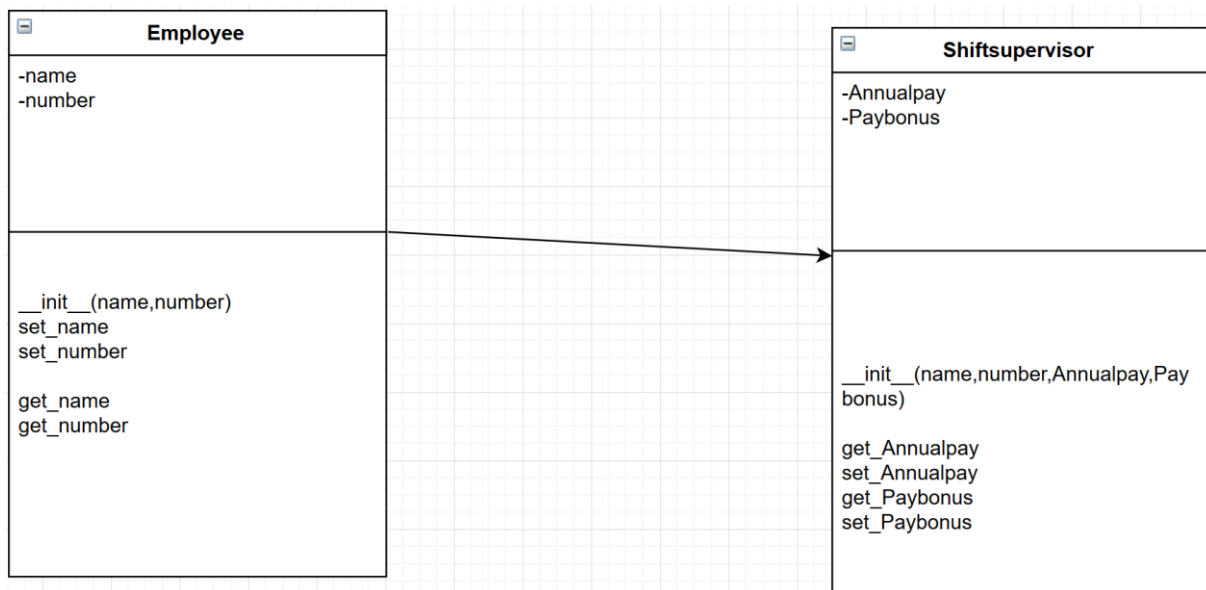 Employee
-name
-number
__init__(name,number)
set_name
set_number
get_name
get_number
Shiftsupervisor
-Annualpay
-Paybonus
__init__(name,number,Annualpay,Pay
bonus)
get_Annualpay
set_Annualpay
get_Paybonus
set_Paybonus